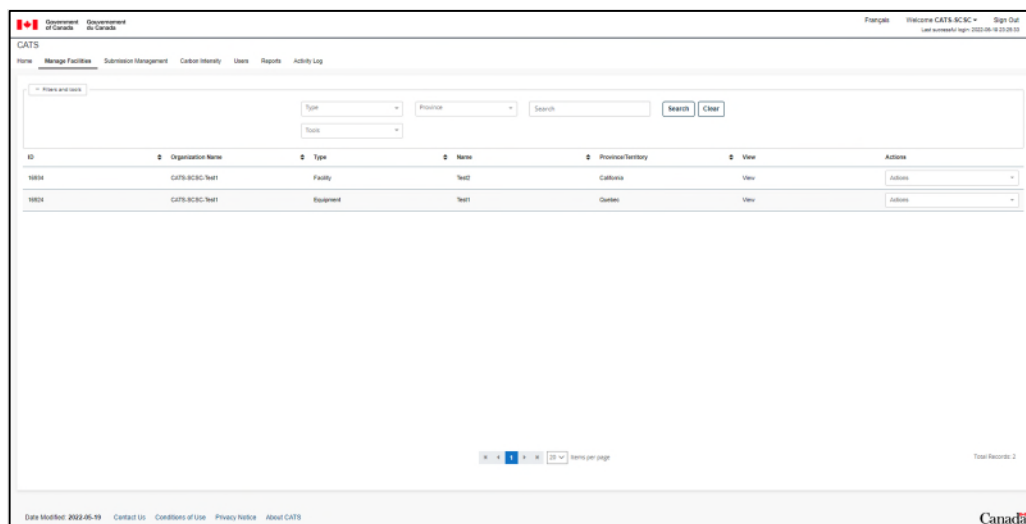 Government of Canada Gouvernement du Canada
Français Welcome CATS-SCSC Sign Out
CATS
Home Manage Facilities Submission Management Carbon Intensity Users Reports Activity Log
Filters and tools
Type Province Search Search Clear
Tools
ID Organization Name Type Name Province/Territory View Actions
CATS-SCSC-Test1 Facility Test2 California View Actions
CATS-SCSC-Test1 Equipment Test1 Quebec View Actions
1 20 items per page Total Records: 2
Date Modified: 2022-05-19 Contact Us Conditions of Use Privacy Notice About CATS Canada